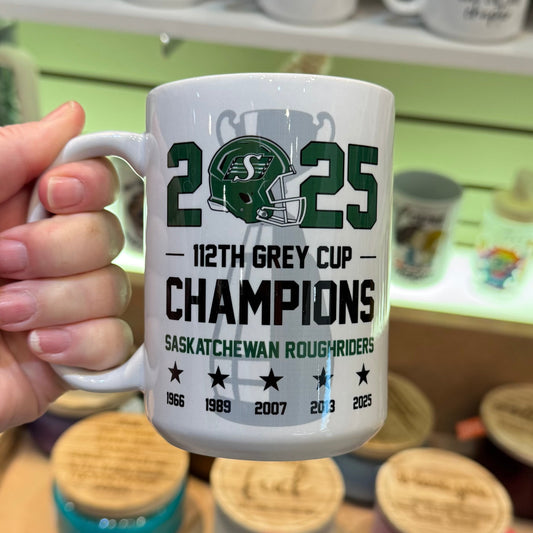 2025
S
— 112TH GREY CUP —
CHAMPIONS
SASKATCHEWAN ROUGHRIDERS
★ ★ ★ ★ ★
1966 1989 2007 2013 2025